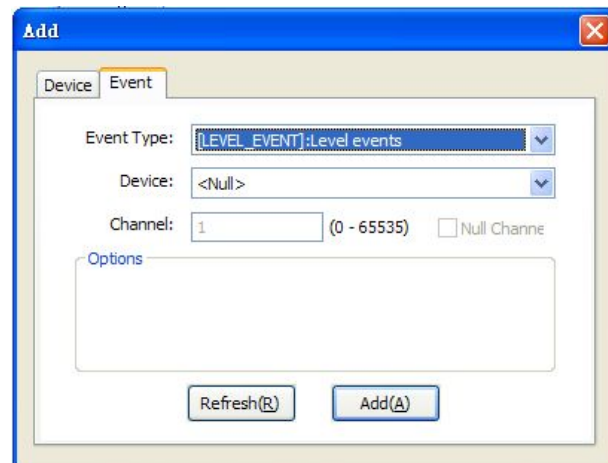 Add
Device Event
Event Type: [LEVEL_EVENT]:Level events
Device: <Null>
Channel: 1 (0 - 65535) Null Channe
Options
Refresh(R) Add(A)